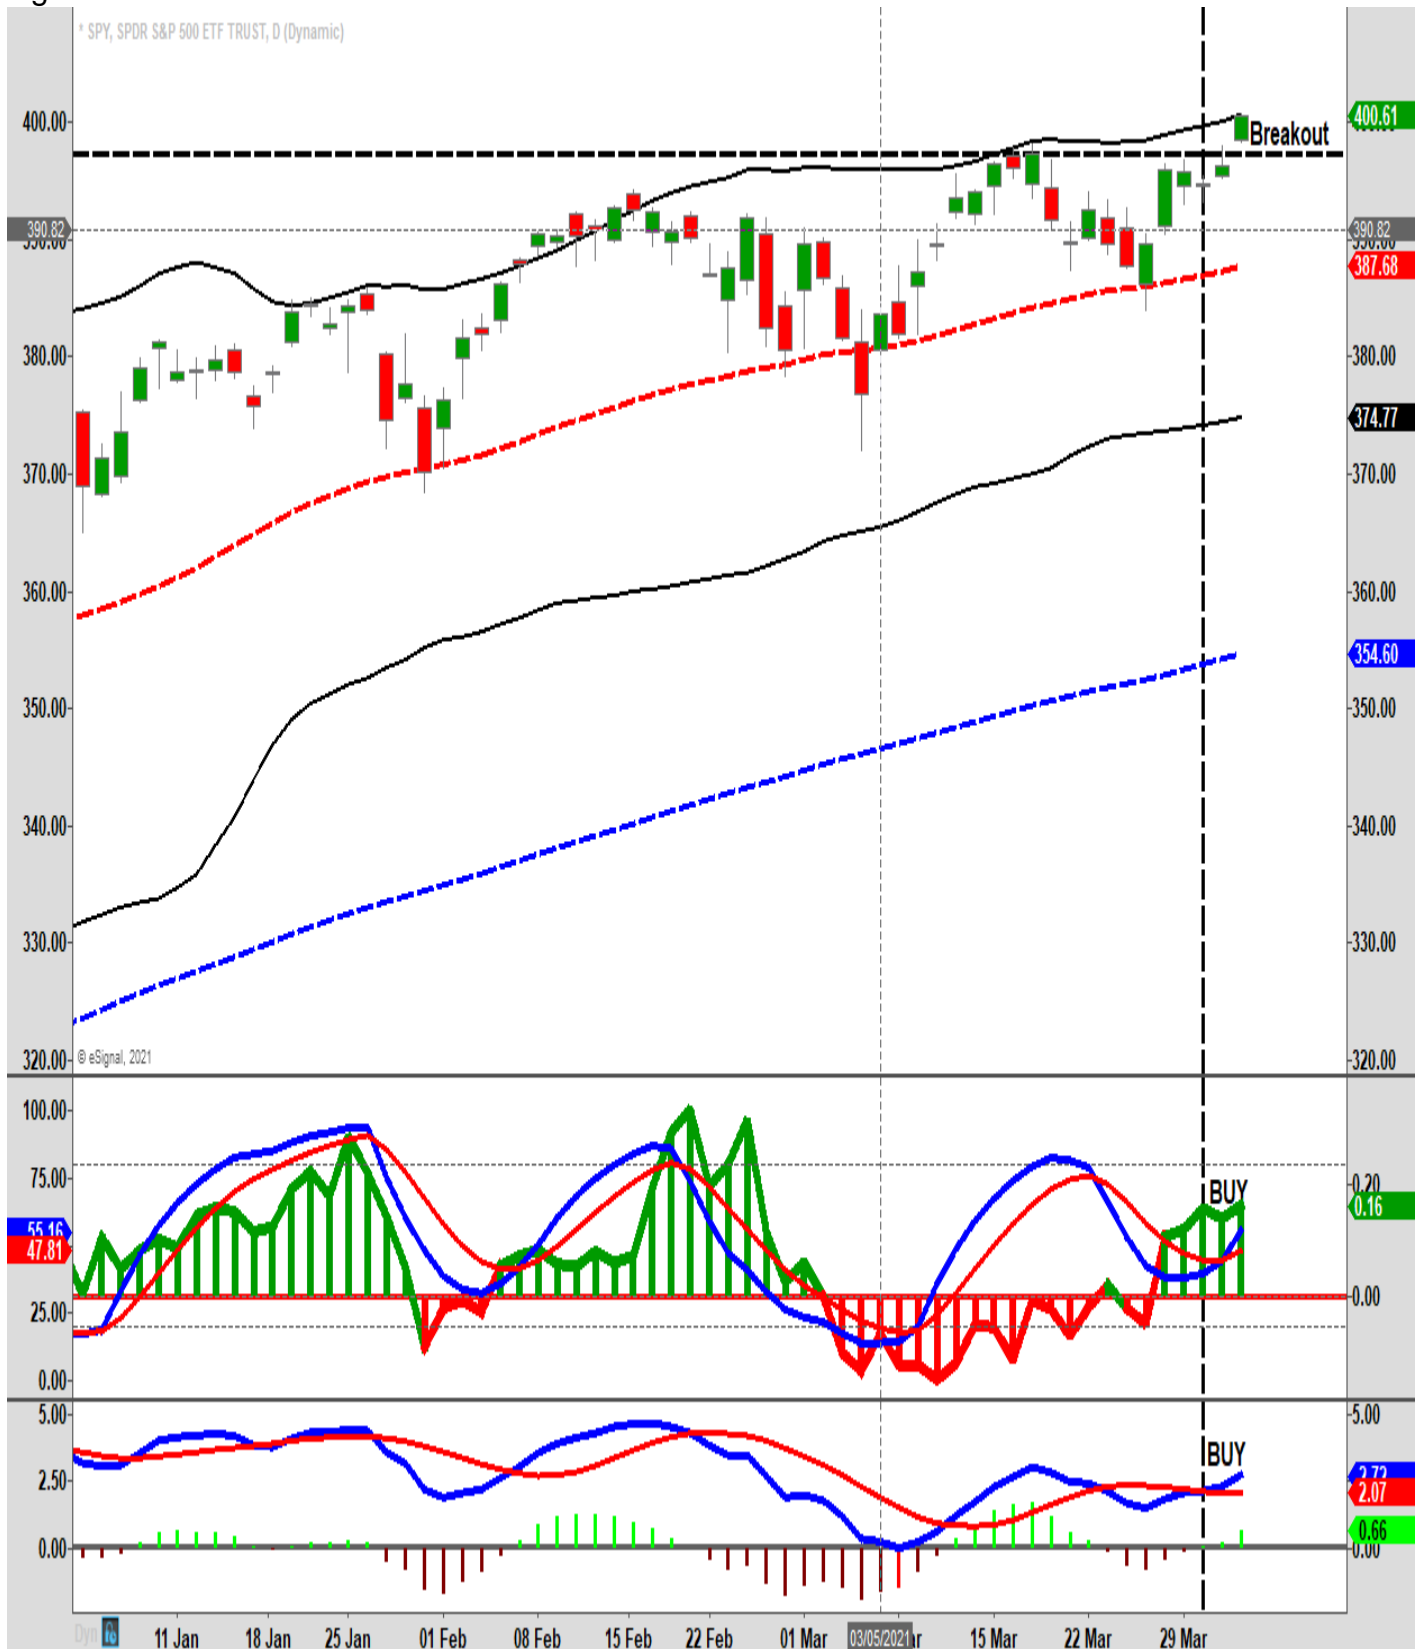 * SPY, SPDR S&P 500 ETF TRUST, D (Dynamic)
400.00
400.61
Breakout
390.82
390.82
387.68
380.00
380.00
374.77
370.00
370.00
360.00
360.00
354.60
350.00
350.00
340.00
340.00
330.00
330.00
320.00
© eSignal, 2021
320.00
100.00
75.00
0.20
BUY
0.16
55.16
47.81
25.00
0.00
0.00
5.00
5.00
BUY
2.50
2.72
2.07
0.66
0.00
0.00
Dyn
11 Jan
18 Jan
25 Jan
01 Feb
08 Feb
15 Feb
22 Feb
01 Mar
03/05/2021
15 Mar
22 Mar
29 Mar